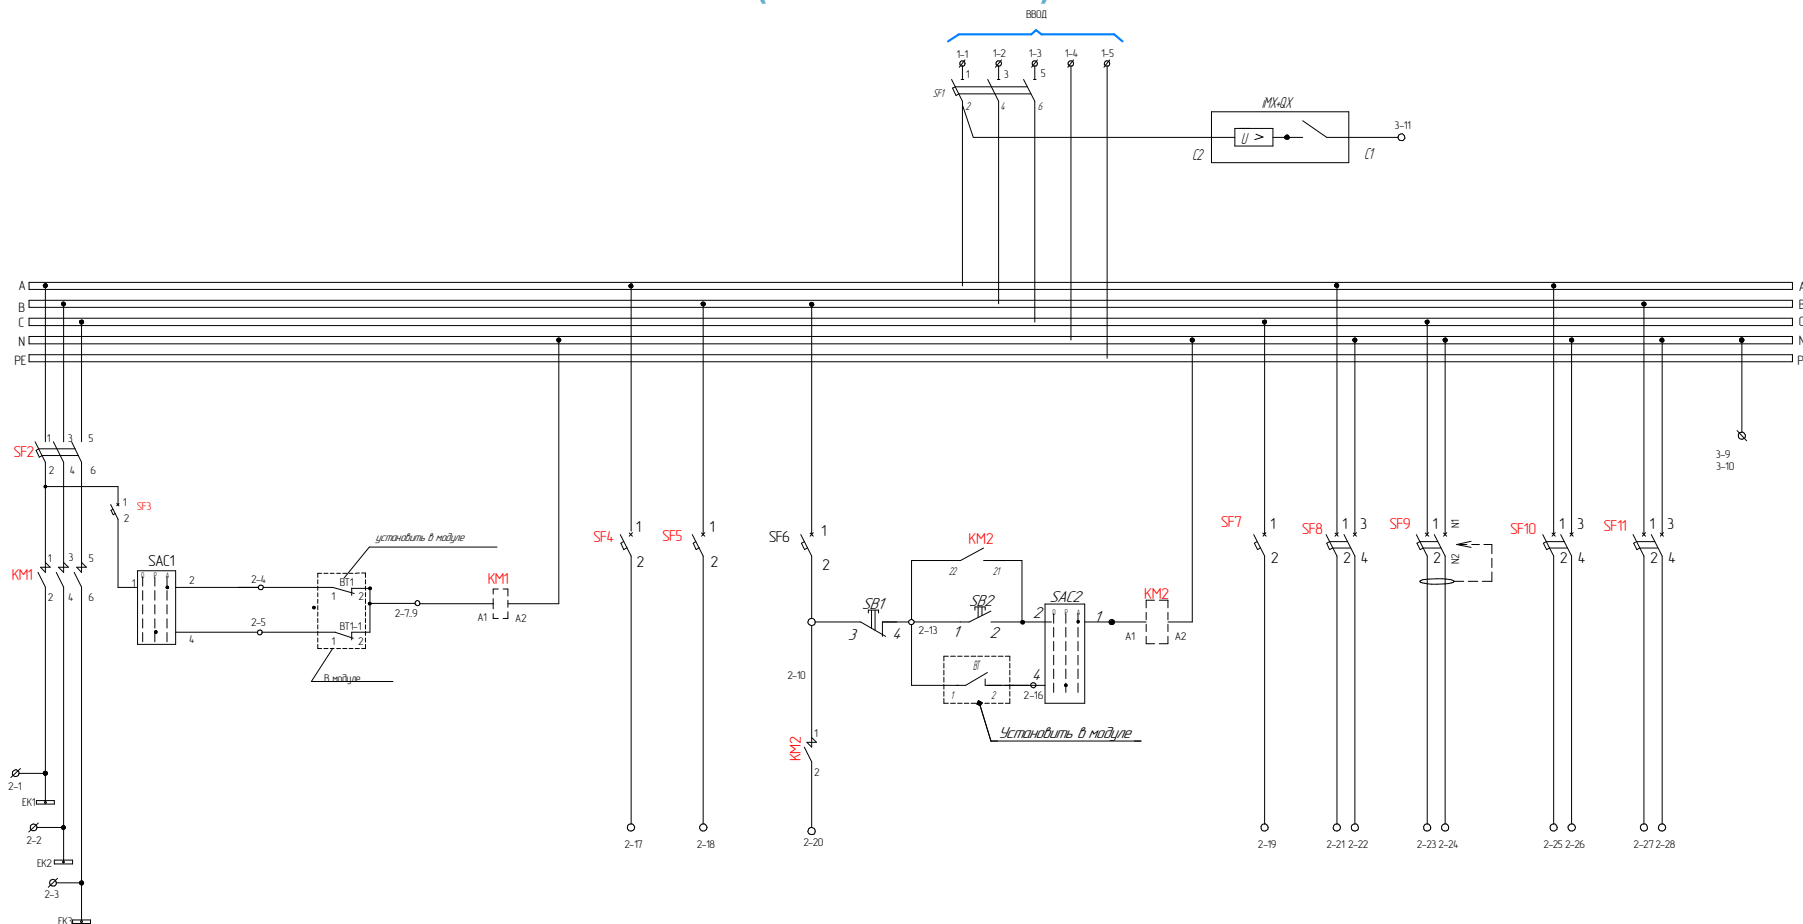 ВВОД
1-1 1-2 1-3 1-4 1-5
1 3 5
SF1
2 4 6
iMX+QX
U >
C2 C1
3-11
A
B
C
N
PE
SF2
1 3 5
2 4 6
1
SF3
2
SF4 1
2
SF5 1
2
SF6 1
2
SF7 1
2
SF8 1 3
2 4
SF9 1 N1
2 N2
SF10 1 3
2 4
SF11 1 3
2 4
3-9
3-10
KM1
1 3 5
2 4 6
SAC1
1 2
4
2-4
2-5
установить в модуле
BT1
1 2
BT1-1
1 2
В модуле
2-7..9
KM1
A1 A2
KM2
22 21
SB1
3 4
2-13
SB2
1 2
SAC2
2 1
4
KM2
A1 A2
BT
1 2
2-16
Установить в модуле
2-10
KM2
1
2
2-1
EK1
2-2
EK2
2-3
EK3
2-17
2-18
2-20
2-19
2-21 2-22
2-23 2-24
2-25 2-26
2-27 2-28